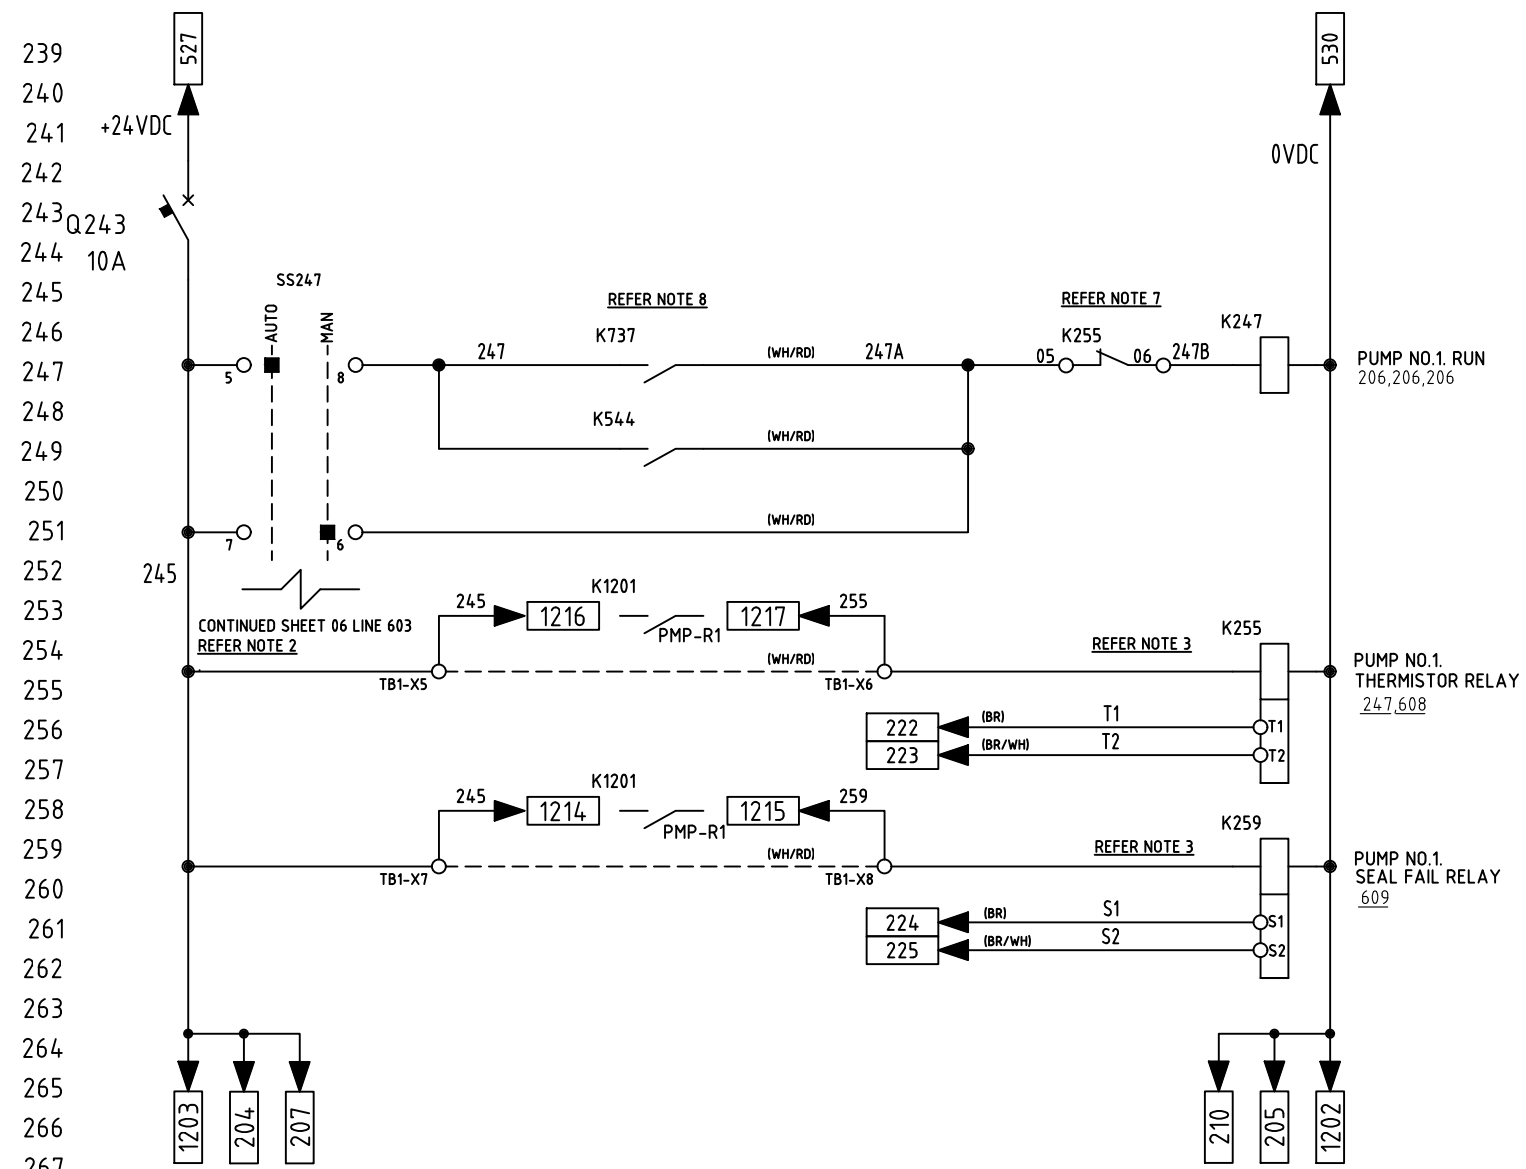 239
240
241
242
243
244
245
246
247
248
249
250
251
252
253
254
255
256
257
258
259
260
261
262
263
264
265
266
267
527
530
+24VDC
0VDC
Q243
10A
SS247
AUTO
MAN
REFER NOTE 8
REFER NOTE 7
K737
K255
K247
247
(WH/RD)
247A
05
06
247B
5
8
PUMP NO.1. RUN
206,206,206
K544
(WH/RD)
(WH/RD)
7
6
245
CONTINUED SHEET 06 LINE 603
REFER NOTE 2
245
1216
K1201
PMP-R1
1217
255
(WH/RD)
TB1-X5
TB1-X6
REFER NOTE 3
K255
PUMP NO.1.
THERMISTOR RELAY
247,608
222
(BR)
T1
T1
223
(BR/WH)
T2
T2
245
1214
K1201
PMP-R1
1215
259
(WH/RD)
TB1-X7
TB1-X8
REFER NOTE 3
K259
PUMP NO.1.
SEAL FAIL RELAY
609
224
(BR)
S1
S1
225
(BR/WH)
S2
S2
1203
204
207
210
205
1202